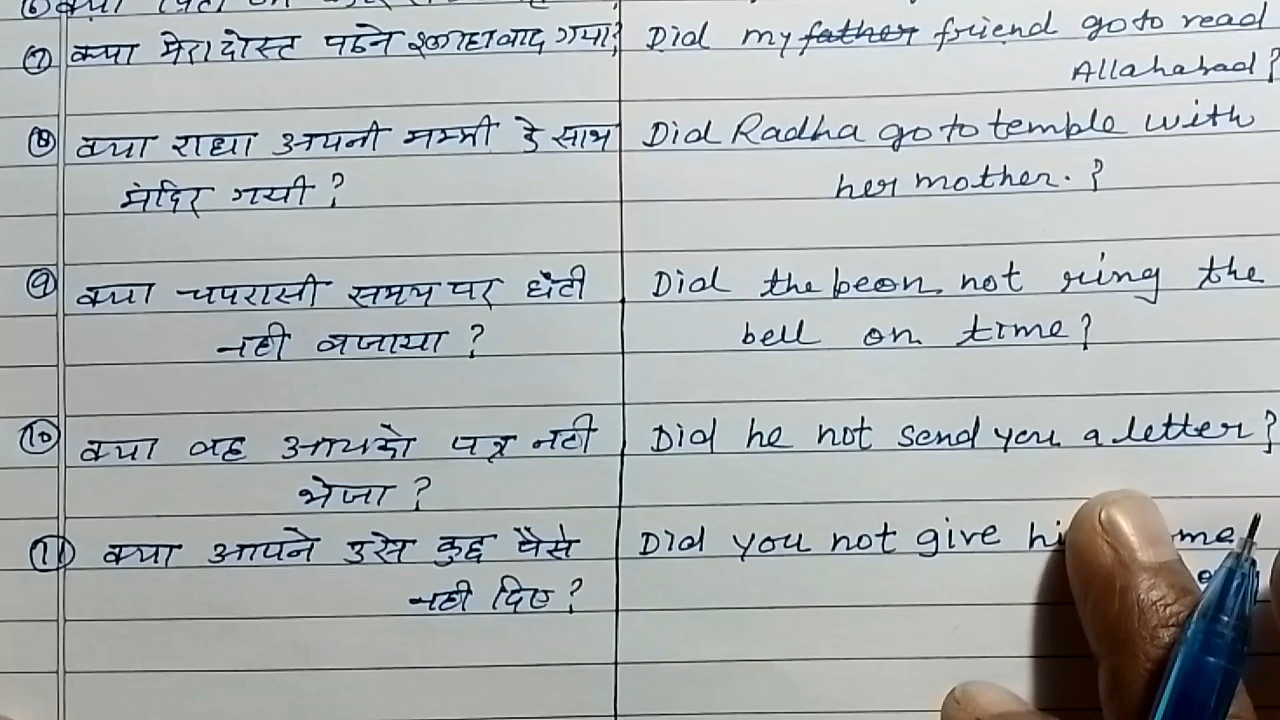 ⑦ क्या मेरा दोस्त पढने इलाहाबाद गया? Did my father friend go to read
Allahabad?
⑧ क्या राधा अपनी मम्मी के साथ Did Radha go to temble with
मंदिर गयी? her mother. ?
⑨ क्या चपरासी समय पर घंटी Did the beon not ring the
नही बजाया? bell on time?
⑩ क्या वह आपको पत्र नही Did he not send you a letter?
भेजा?
⑪ क्या आपने उसे कुछ पैसे Did you not give
नही दिए?